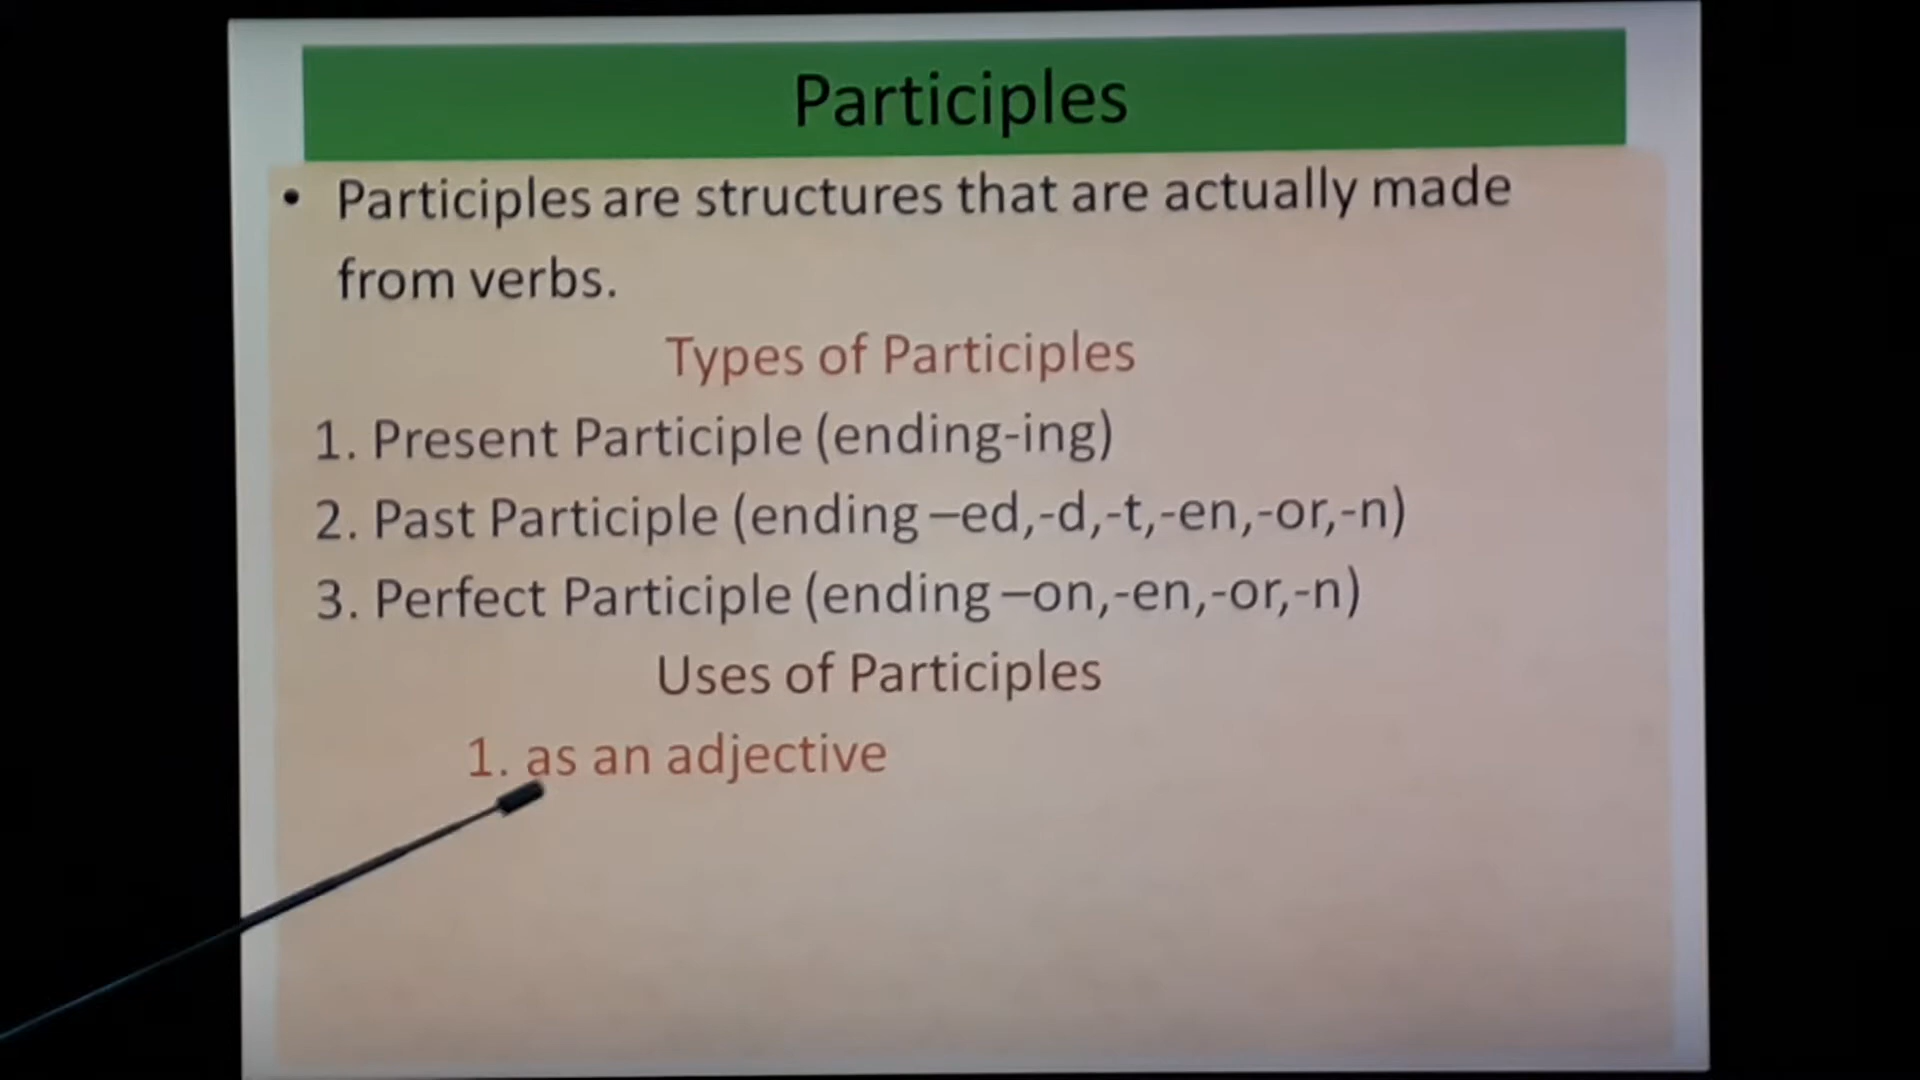 Participles
• Participles are structures that are actually made
from verbs.
Types of Participles
1. Present Participle (ending-ing)
2. Past Participle (ending –ed,-d,-t,-en,-or,-n)
3. Perfect Participle (ending –on,-en,-or,-n)
Uses of Participles
1. as an adjective